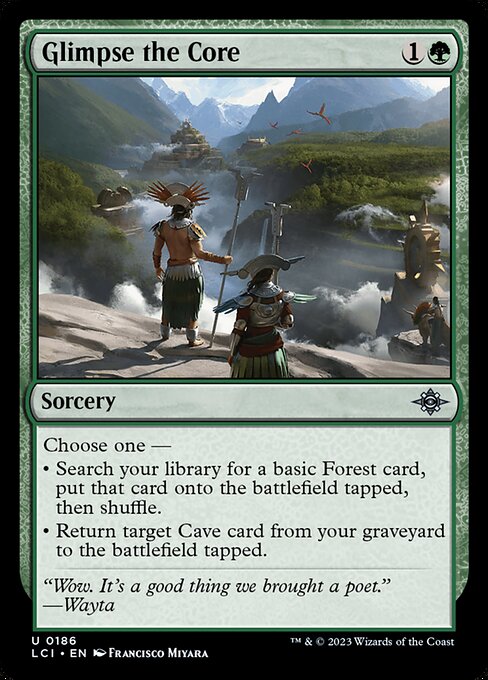 Glimpse the Core 1
Sorcery
Choose one —
• Search your library for a basic Forest card,
put that card onto the battlefield tapped,
then shuffle.
• Return target Cave card from your graveyard
to the battlefield tapped.
“Wow. It’s a good thing we brought a poet.”
—Wayta
U 0186
LCI • EN Francisco Miyara
™ & © 2023 Wizards of the Coast